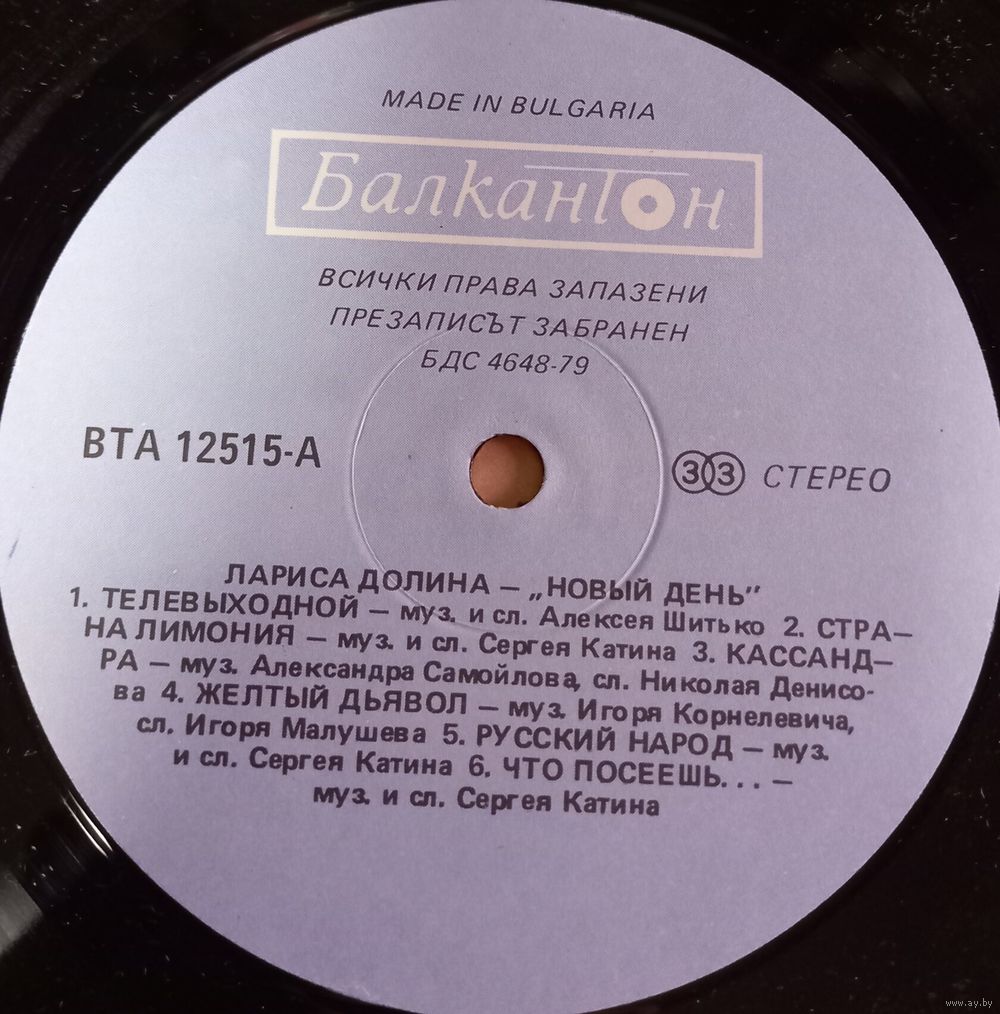 MADE IN BULGARIA
Балкантон
ВСИЧКИ ПРАВА ЗАПАЗЕНИ
ПРЕЗАПИСЪТ ЗАБРАНЕН
БДС 4648-79
ВТА 12515-А
33 СТЕРЕО
ЛАРИСА ДОЛИНА – „НОВЫЙ ДЕНЬ”
1. ТЕЛЕВЫХОДНОЙ – муз. и сл. Алексея Шитько 2. СТРА–
НА ЛИМОНИЯ – муз. и сл. Сергея Катина 3. КАССАНД–
РА – муз. Александра Самойлова, сл. Николая Денисо-
ва 4. ЖЕЛТЫЙ ДЬЯВОЛ – муз. Игоря Корнелевича,
сл. Игоря Малушева 5. РУССКИЙ НАРОД – муз.
и сл. Сергея Катина 6. ЧТО ПОСЕЕШЬ. . . –
муз. и сл. Сергея Катина
www.ay.by